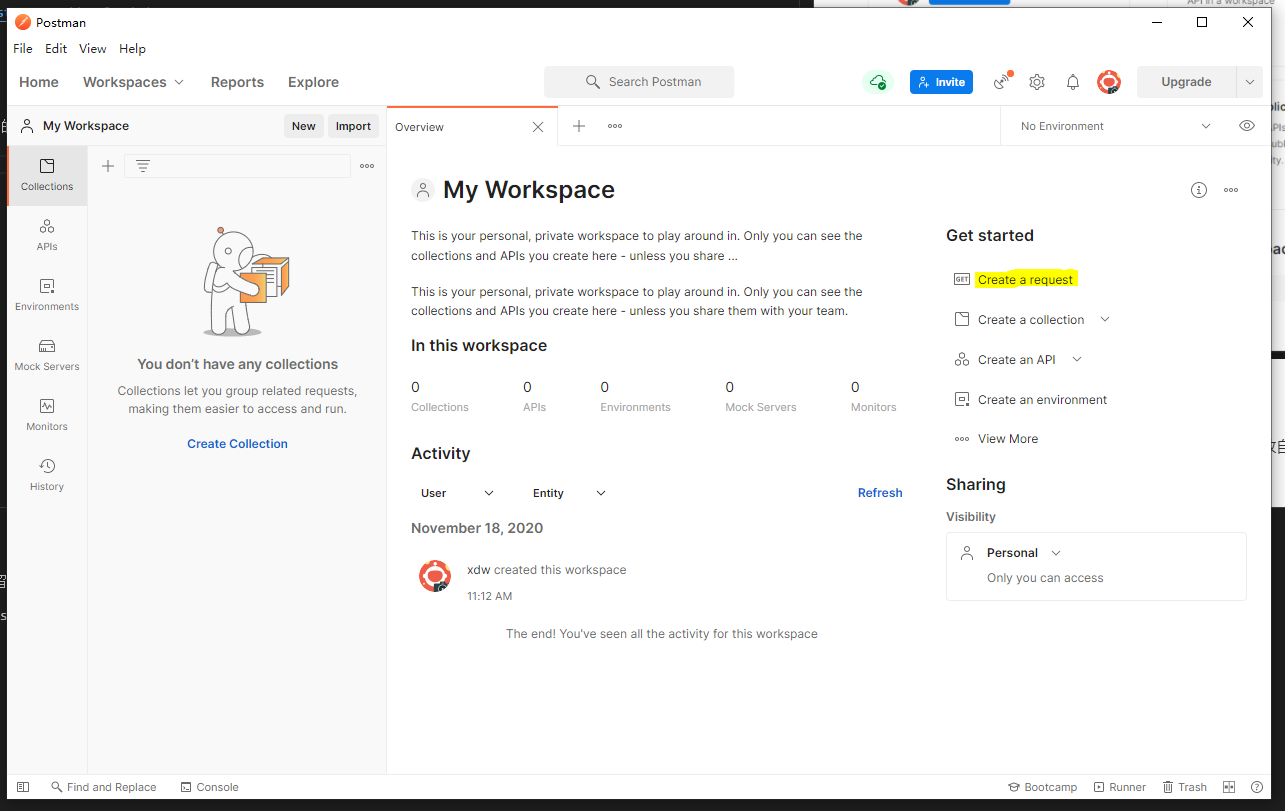 API in a workspace
Postman
File Edit View Help
Home Workspaces Reports Explore
Search Postman
Invite
Upgrade
My Workspace
New Import
Overview
No Environment
Collections
APIs
Environments
Mock Servers
Monitors
History
You don't have any collections
Collections let you group related requests,
making them easier to access and run.
Create Collection
My Workspace
This is your personal, private workspace to play around in. Only you can see the
collections and APIs you create here - unless you share ...
This is your personal, private workspace to play around in. Only you can see the
collections and APIs you create here - unless you share them with your team.
In this workspace
0 0 0 0 0
Collections APIs Environments Mock Servers Monitors
Activity
User Entity Refresh
November 18, 2020
xdw created this workspace
11:12 AM
The end! You've seen all the activity for this workspace
Get started
GET Create a request
Create a collection
Create an API
Create an environment
View More
Sharing
Visibility
Personal
Only you can access
Find and Replace Console
Bootcamp Runner Trash